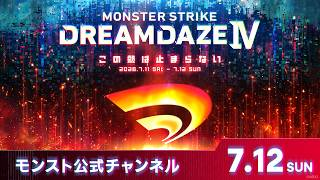 MONSTER STRIKE
DREAMDAZE IV
この熱は止まらない
2026.7.11 SAT - 7.12 SUN
モンスト公式チャンネル
7.12 SUN